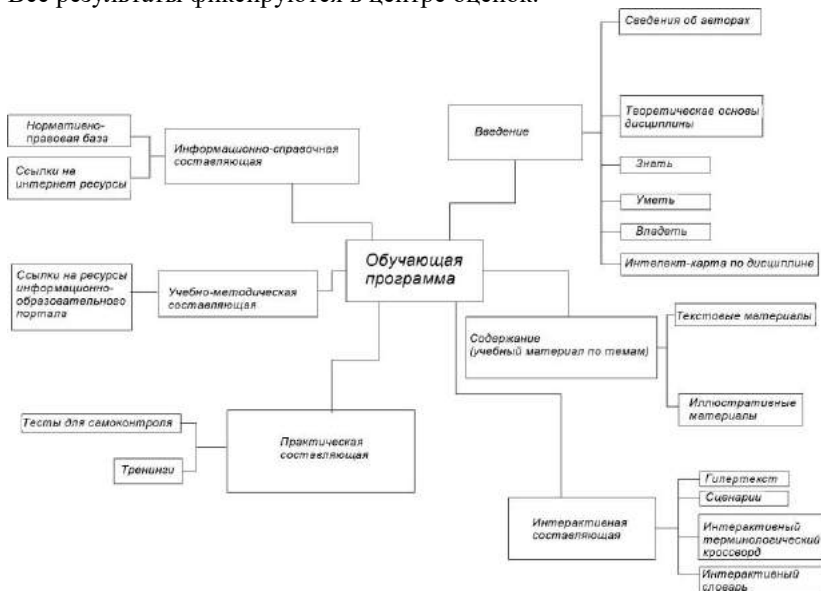 Все результаты фиксируются в центре оценок.
Сведения об авторах
Теоретическае основы
дисциплины
Знать
Уметь
Владеть
Интелект-карта по дисциплине
Введение
Нормативно-
правовая база
Ссылки на
интернет ресурсы
Информационно-справочная
составляющая
Обучающая
программа
Ссылки на ресурсы
информационно-
образовательного
портала
Учебно-методическая
составляющая
Содержание
(учебный материал по темам)
Текстовые материалы
Иллюстративные
материалы
Тесты для самоконтроля
Тренинги
Практическая
составляющая
Интерактивная
составляющая
Гипертекст
Сценарии
Интерактивный
терминологический
кроссворд
Интерактивный
словарь